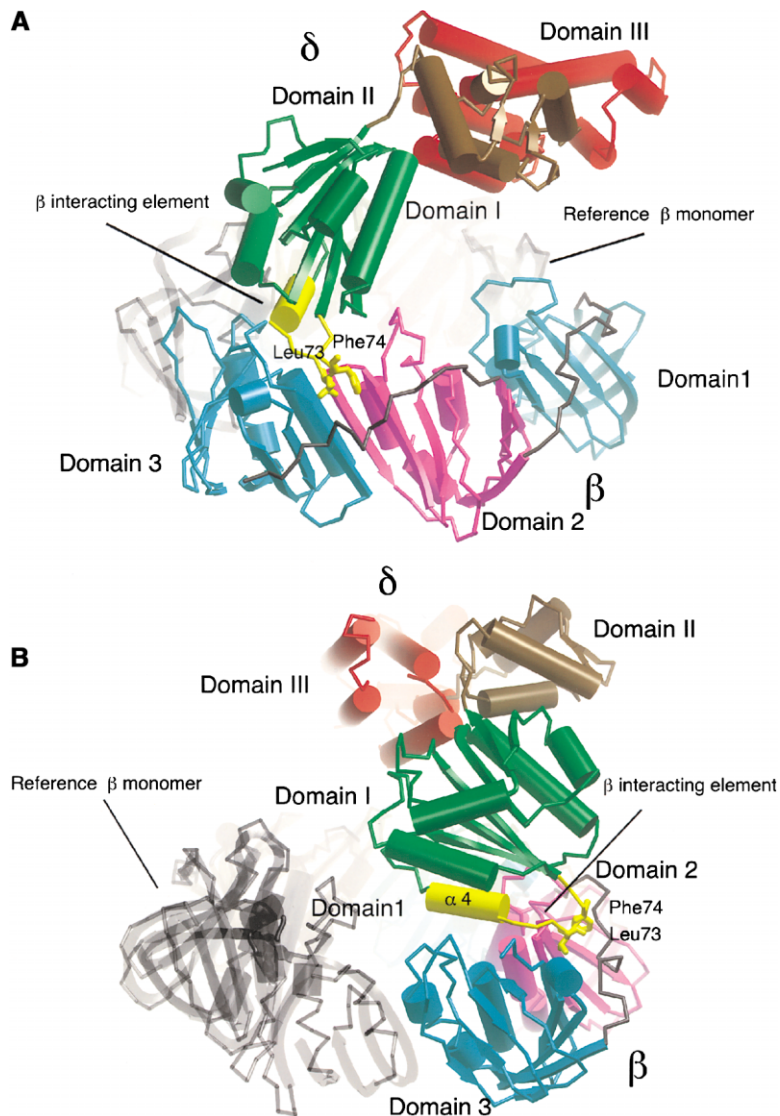 A
δ
Domain III
Domain II
Domain I
β interacting element
Reference β monomer
Leu73
Phe74
Domain1
Domain 3
β
Domain 2
δ
B
Domain II
Domain III
Reference β monomer
Domain I
β interacting element
Domain 2
α 4
Domain1
Phe74
Leu73
β
Domain 3